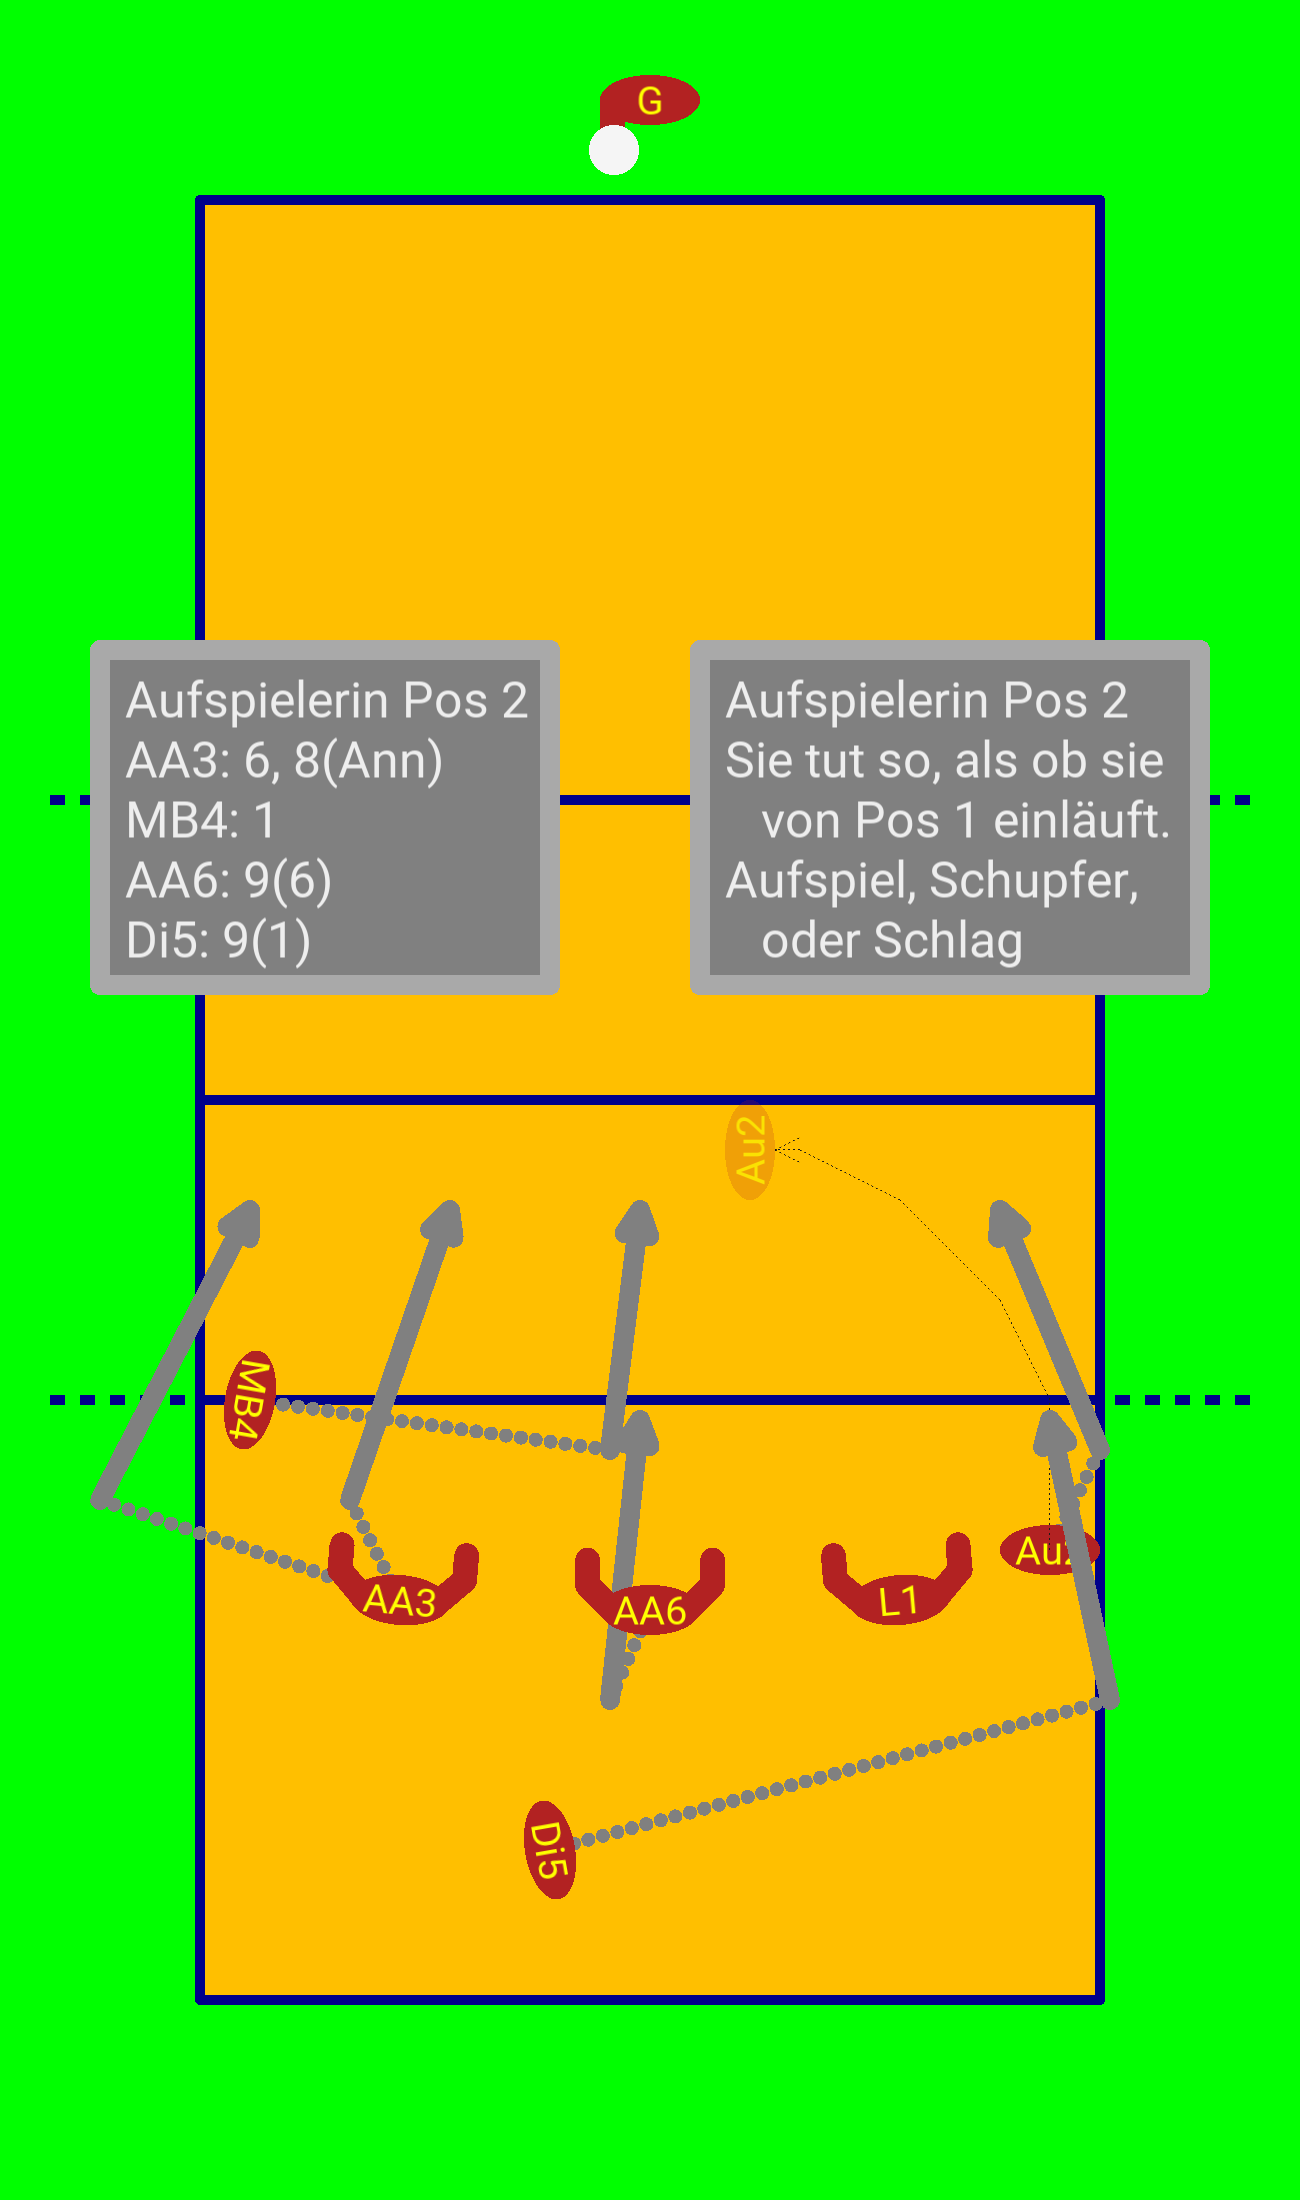 G
Aufspielerin Pos 2
AA3: 6, 8(Ann)
MB4: 1
AA6: 9(6)
Di5: 9(1)
Aufspielerin Pos 2
Sie tut so, als ob sie
von Pos 1 einläuft.
Aufspiel, Schupfer,
oder Schlag
Au2
MB4
Au2
AA3
AA6
L1
Di5